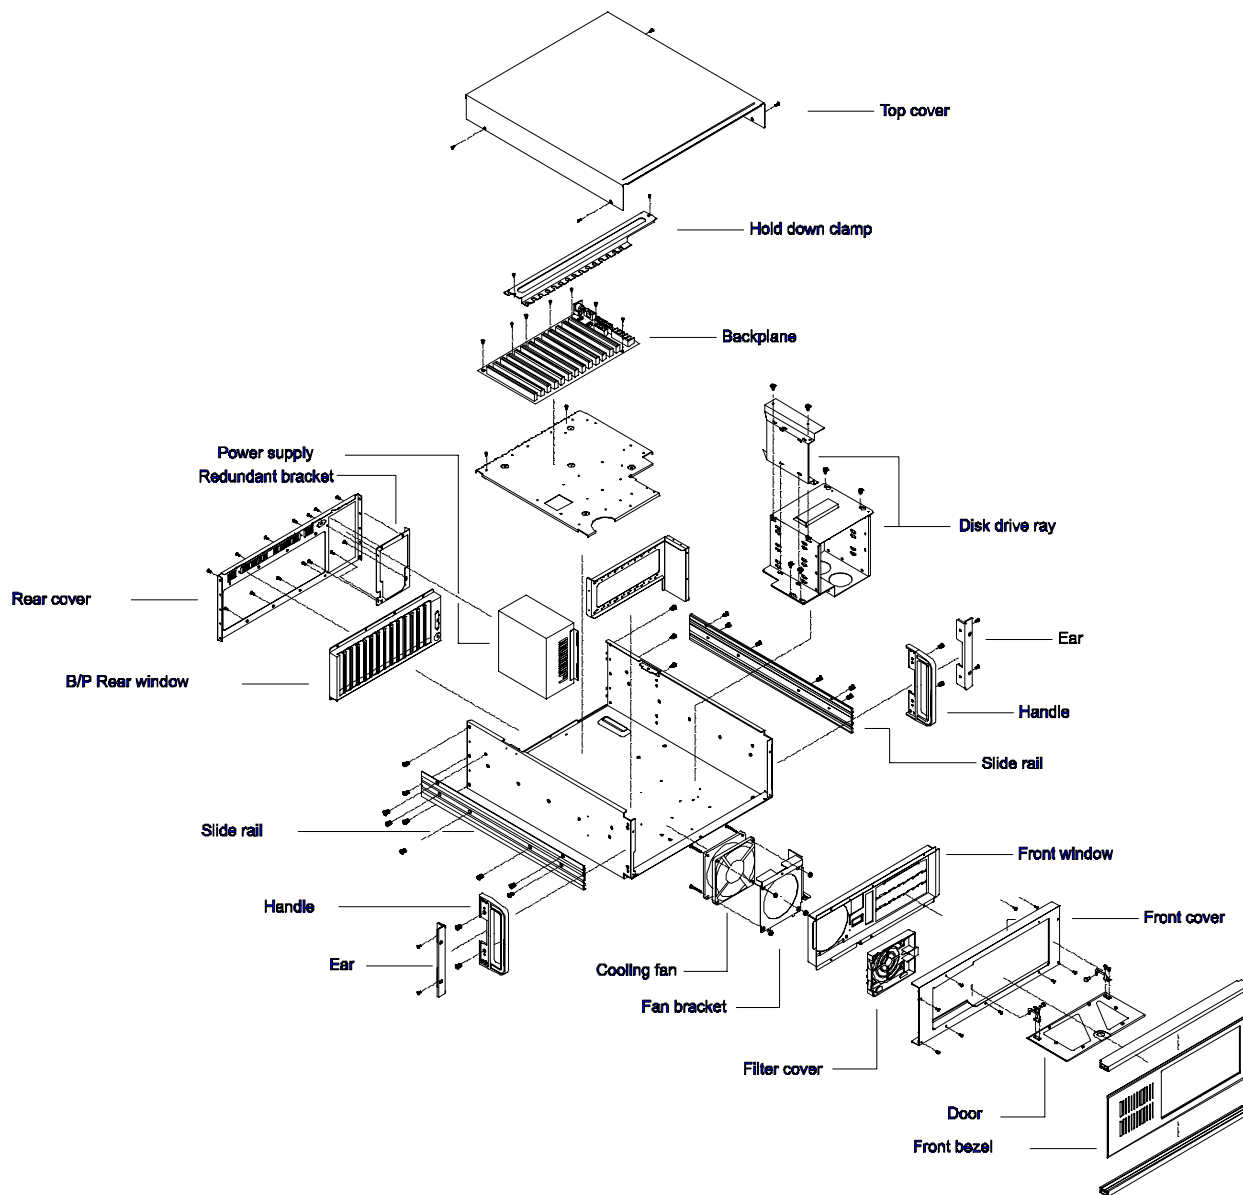 Top cover
Hold down clamp
Backplane
Power supply
Redundant bracket
Disk drive ray
Rear cover
Ear
B/P Rear window
Handle
Slide rail
Slide rail
Front window
Handle
Front cover
Ear
Cooling fan
Fan bracket
Filter cover
Door
Front bezel